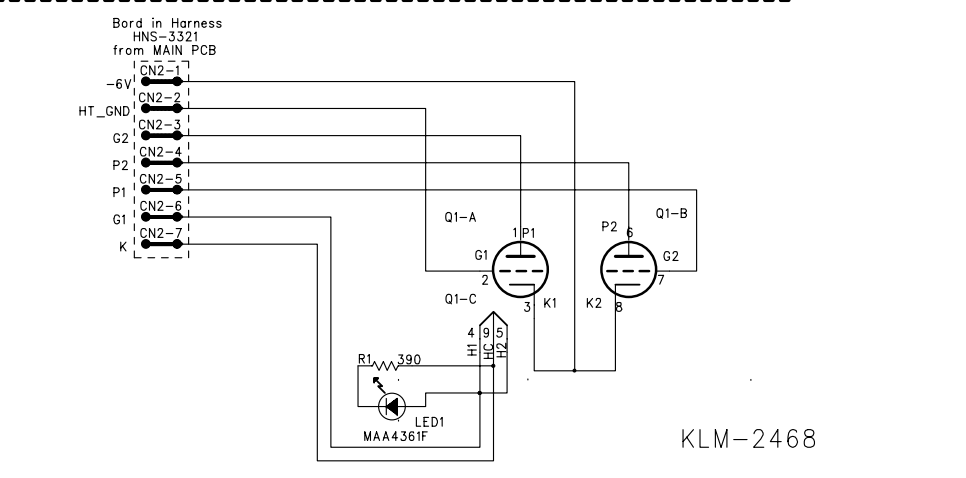 Bord in Harness
HNS-3321
from MAIN PCB
CN2-1
-6V
CN2-2
HT_GND
CN2-3
G2
CN2-4
P2
CN2-5
P1
CN2-6
G1
CN2-7
K
Q1-A
Q1-B
1 P1
P2 6
G1
G2
2
7
Q1-C
3 K1
K2 8
4 9 5
H1 HC H2
R1 390
LED1
MAA4361F
KLM-2468